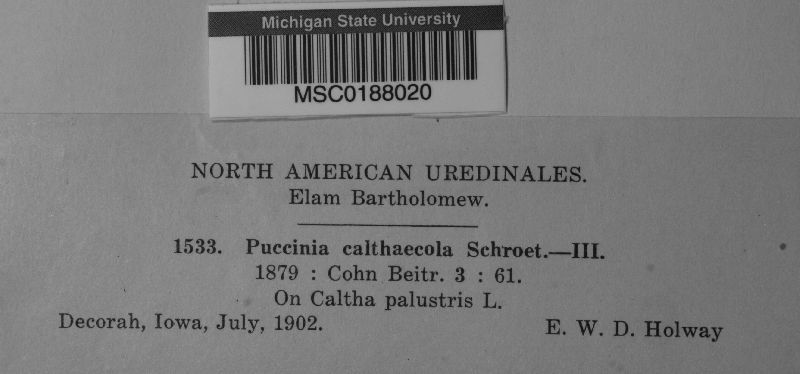 Michigan State University
MSC0188020
NORTH AMERICAN UREDINALES.
Elam Bartholomew.
1533. Puccinia calthaecola Schroet.—III.
1879 : Cohn Beitr. 3 : 61.
On Caltha palustris L.
Decorah, Iowa, July, 1902. E. W. D. Holway